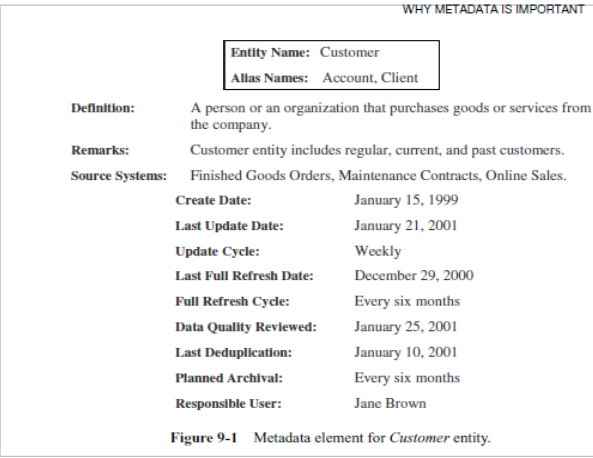 WHY METADATA IS IMPORTANT
Entity Name: Customer
Alias Names: Account, Client
Definition: A person or an organization that purchases goods or services from
the company.
Remarks: Customer entity includes regular, current, and past customers.
Source Systems: Finished Goods Orders, Maintenance Contracts, Online Sales.
Create Date: January 15, 1999
Last Update Date: January 21, 2001
Update Cycle: Weekly
Last Full Refresh Date: December 29, 2000
Full Refresh Cycle: Every six months
Data Quality Reviewed: January 25, 2001
Last Deduplication: January 10, 2001
Planned Archival: Every six months
Responsible User: Jane Brown
Figure 9-1 Metadata element for Customer entity.